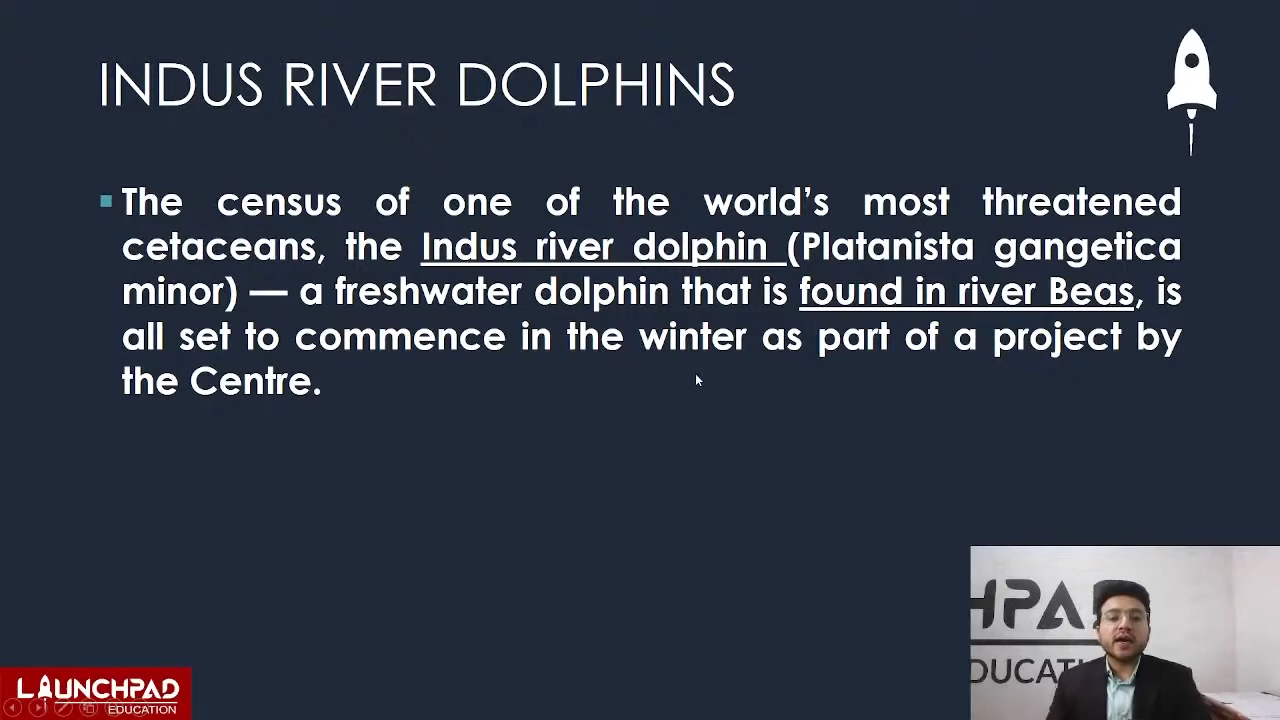 INDUS RIVER DOLPHINS
The census of one of the world's most threatened
cetaceans, the Indus river dolphin (Platanista gangetica
minor) — a freshwater dolphin that is found in river Beas, is
all set to commence in the winter as part of a project by
the Centre.
HPAD
EDUCATI
LAUNCHPAD
EDUCATION